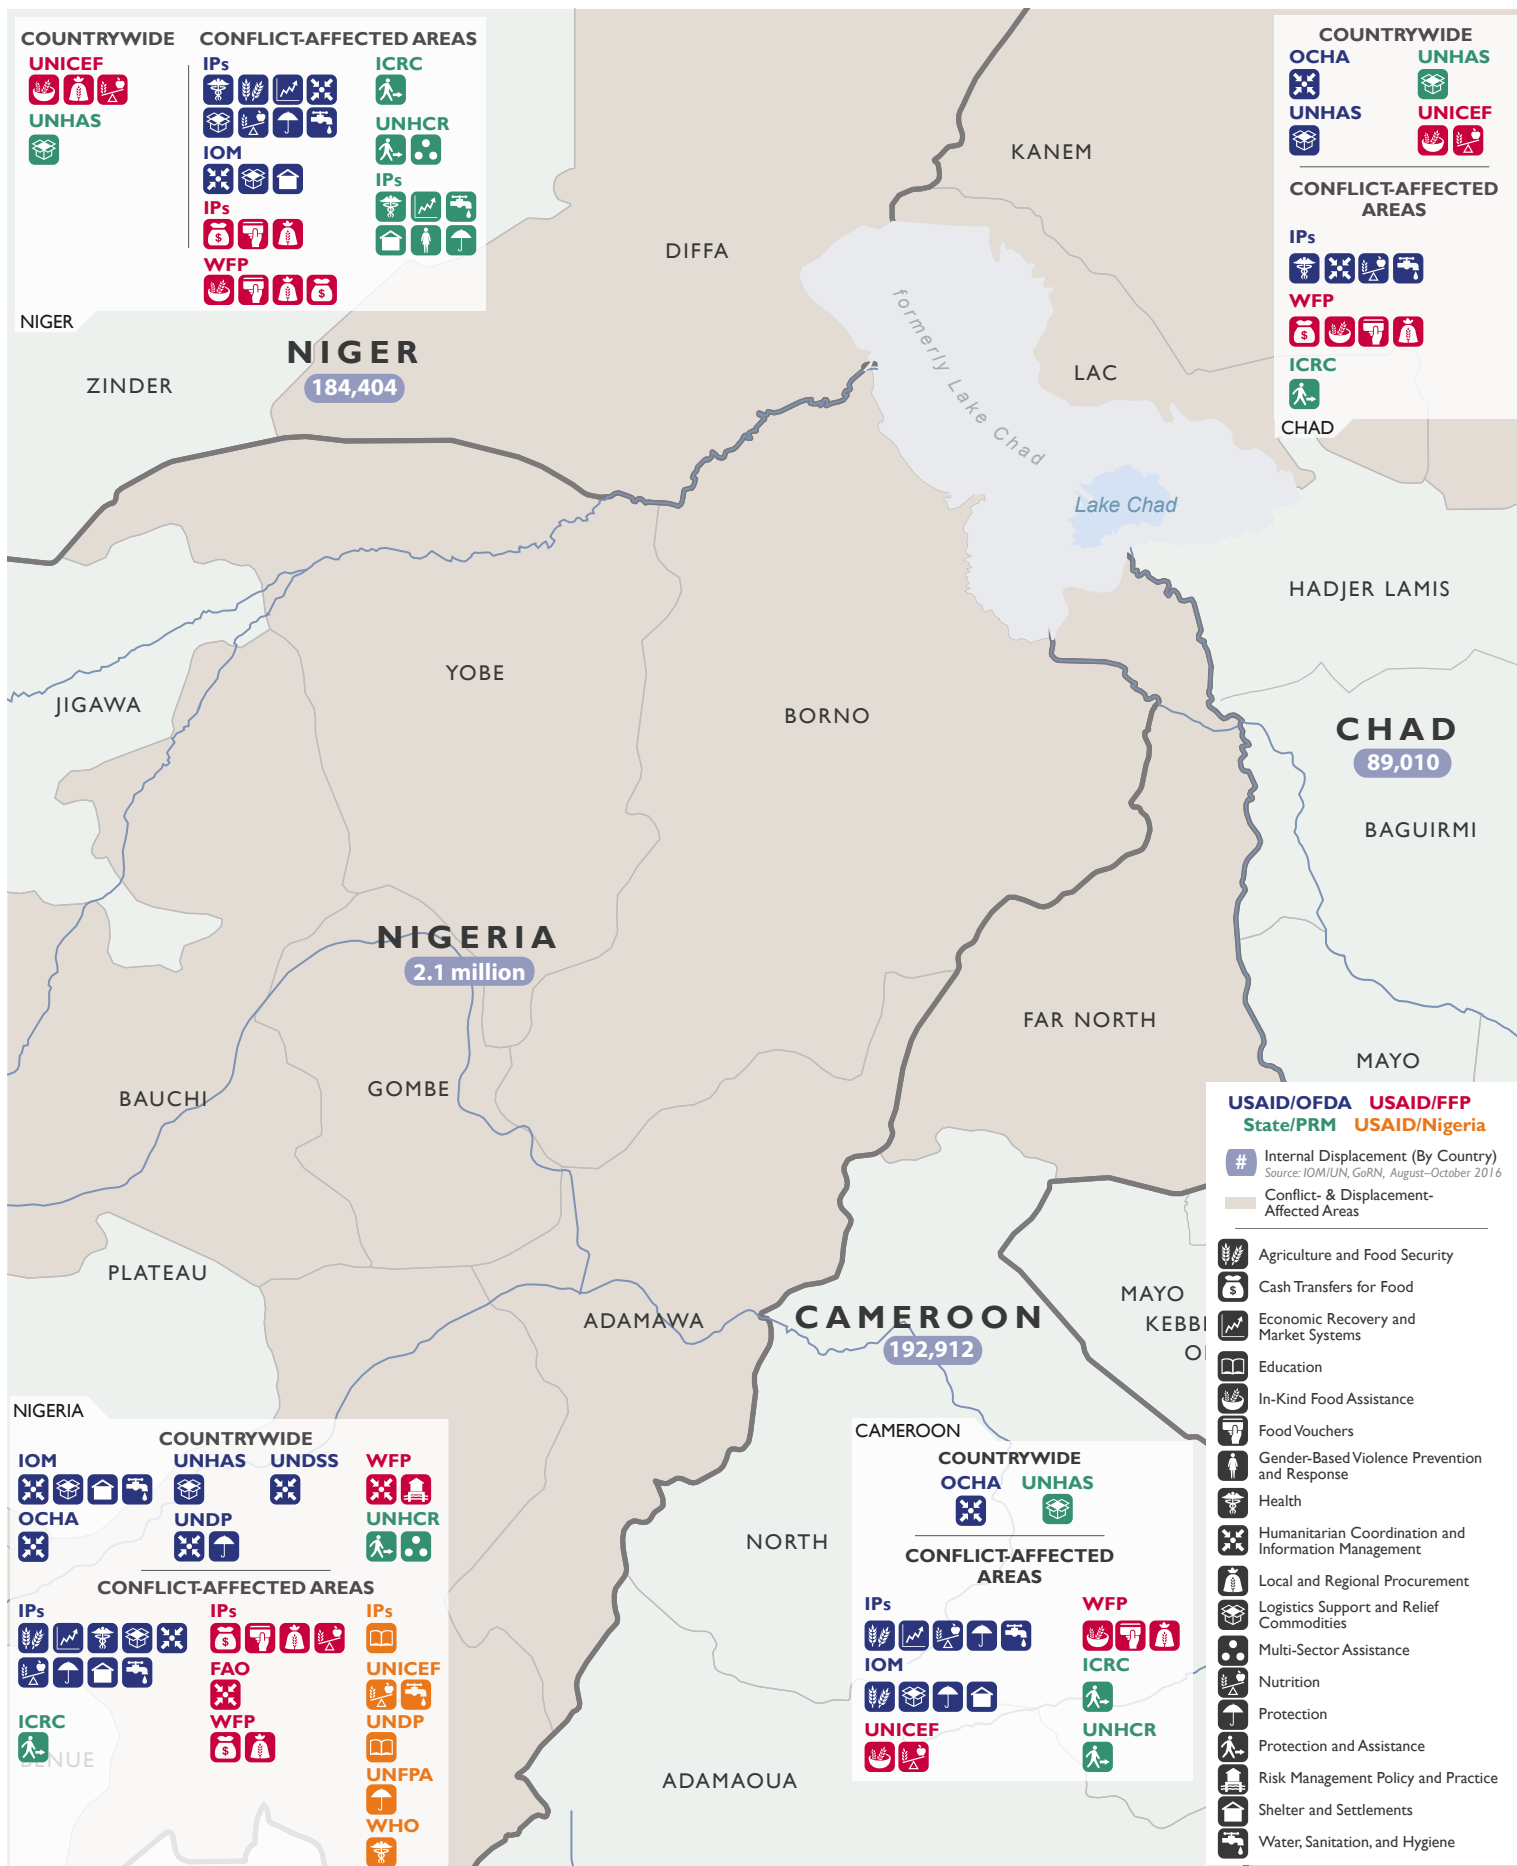 COUNTRYWIDE
UNICEF
UNHAS
CONFLICT-AFFECTED AREAS
IPs
IOM
IPs
$
WFP
$
ICRC
UNHCR
IPs
NIGER
COUNTRYWIDE
OCHA
UNHAS
UNHAS
UNICEF
CONFLICT-AFFECTED
AREAS
IPs
WFP
$
ICRC
CHAD
KANEM
DIFFA
formerly Lake Chad
LAC
NIGER
184,404
ZINDER
Lake Chad
HADJER LAMIS
YOBE
JIGAWA
BORNO
CHAD
89,010
BAGUIRMI
NIGERIA
2.1 million
FAR NORTH
MAYO
BAUCHI
GOMBE
PLATEAU
ADAMAWA
CAMEROON
192,912
MAYO
KEBBI
NORTH
ADAMAOUA
BENUE
NIGERIA
COUNTRYWIDE
IOM
UNHAS
UNDSS
WFP
OCHA
UNDP
UNHCR
CONFLICT-AFFECTED AREAS
IPs
ICRC
IPs
$
FAO
WFP
$
IPs
UNICEF
UNDP
UNFPA
WHO
CAMEROON
COUNTRYWIDE
OCHA
UNHAS
CONFLICT-AFFECTED
AREAS
IPs
IOM
UNICEF
WFP
ICRC
UNHCR
USAID/OFDA USAID/FFP
State/PRM USAID/Nigeria
# Internal Displacement (By Country)
Source: IOM/UN, GoRN, August–October 2016
Conflict- & Displacement-
Affected Areas
Agriculture and Food Security
$ Cash Transfers for Food
Economic Recovery and
Market Systems
Education
In-Kind Food Assistance
Food Vouchers
Gender-Based Violence Prevention
and Response
Health
Humanitarian Coordination and
Information Management
Local and Regional Procurement
Logistics Support and Relief
Commodities
Multi-Sector Assistance
Nutrition
Protection
Protection and Assistance
Risk Management Policy and Practice
Shelter and Settlements
Water, Sanitation, and Hygiene